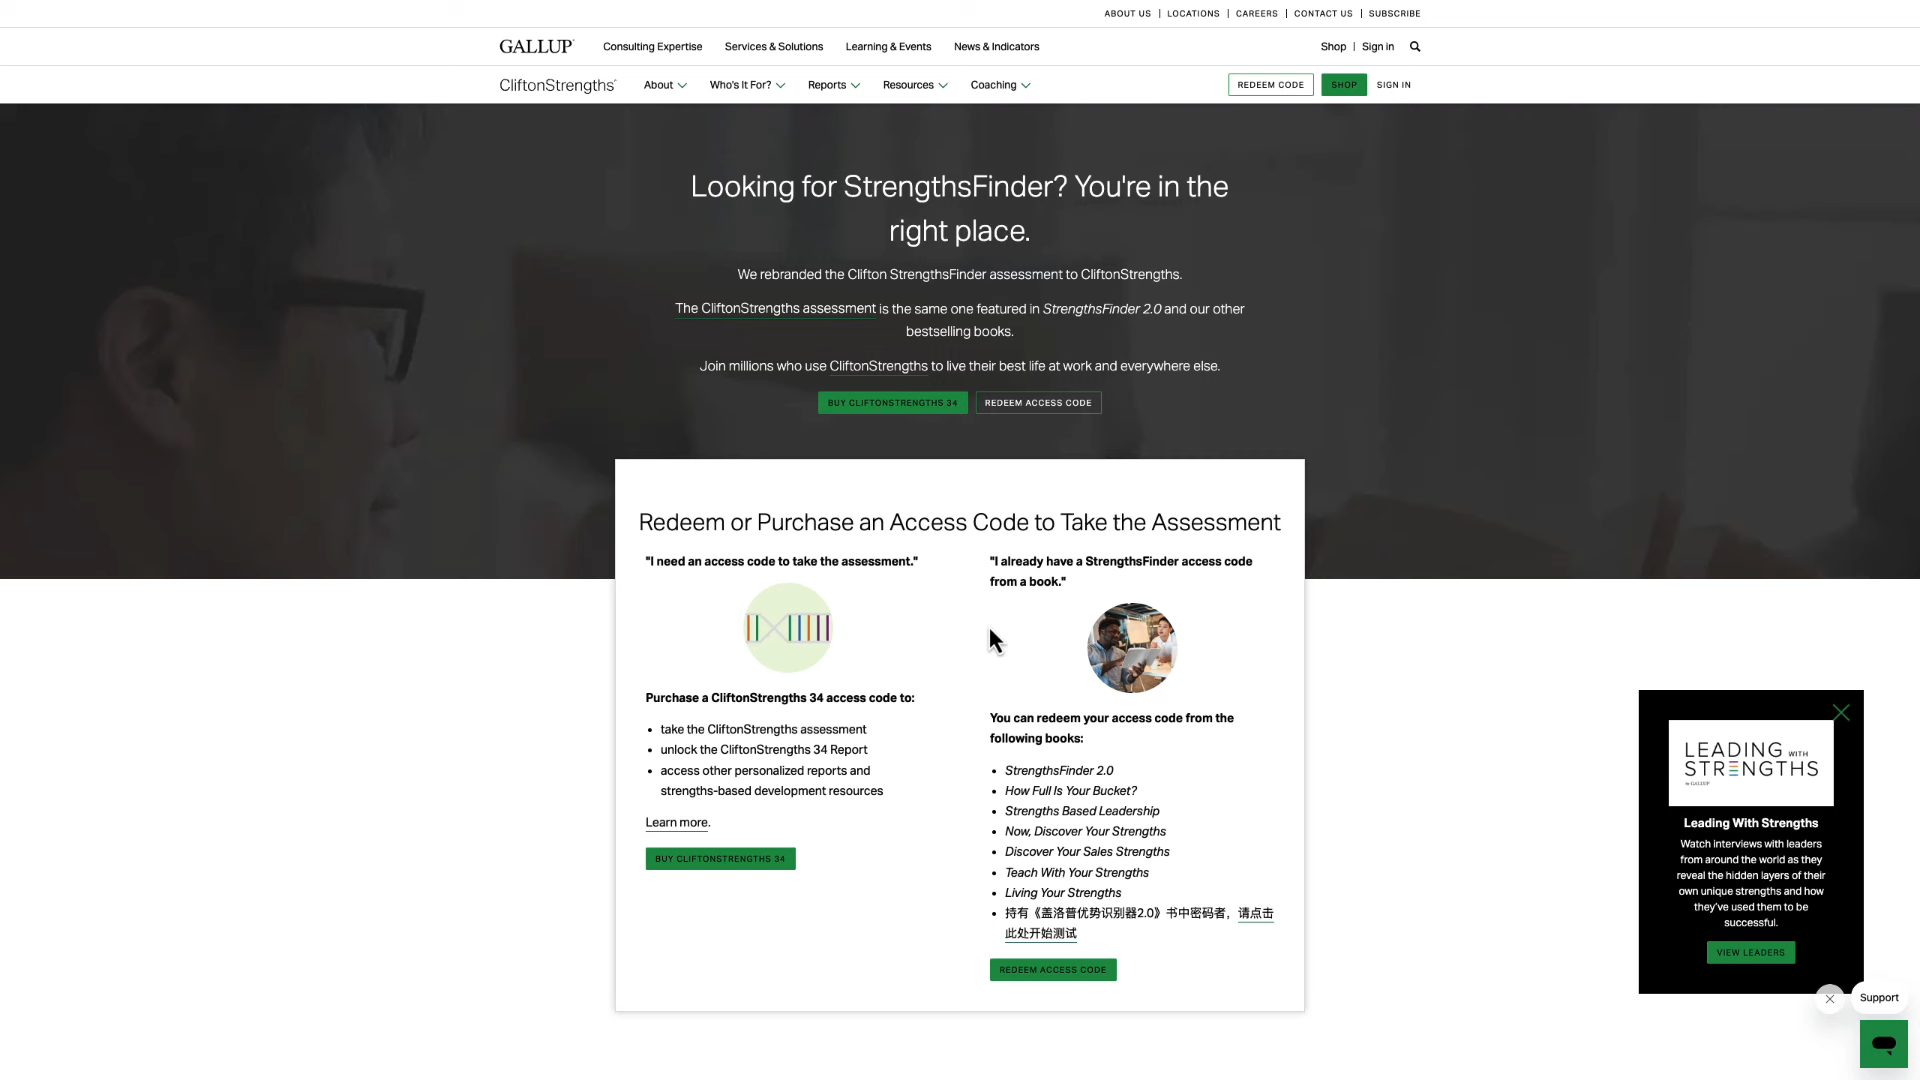 ABOUT US | LOCATIONS | CAREERS | CONTACT US | SUBSCRIBE
GALLUP Consulting Expertise Services & Solutions Learning & Events News & Indicators Shop | Sign in
CliftonStrengths® About Who's It For? Reports Resources Coaching REDEEM CODE SHOP SIGN IN
Looking for StrengthsFinder? You're in the
right place.
We rebranded the Clifton StrengthsFinder assessment to CliftonStrengths.
The CliftonStrengths assessment is the same one featured in StrengthsFinder 2.0 and our other
bestselling books.
Join millions who use CliftonStrengths to live their best life at work and everywhere else.
BUY CLIFTONSTRENGTHS 34 REDEEM ACCESS CODE
Redeem or Purchase an Access Code to Take the Assessment
"I need an access code to take the assessment."
Purchase a CliftonStrengths 34 access code to:
• take the CliftonStrengths assessment
• unlock the CliftonStrengths 34 Report
• access other personalized reports and
strengths-based development resources
Learn more.
BUY CLIFTONSTRENGTHS 34
"I already have a StrengthsFinder access code
from a book."
You can redeem your access code from the
following books:
• StrengthsFinder 2.0
• How Full Is Your Bucket?
• Strengths Based Leadership
• Now, Discover Your Strengths
• Discover Your Sales Strengths
• Teach With Your Strengths
• Living Your Strengths
• 持有《盖洛普优势识别器2.0》书中密码者，请点击
此处开始测试
REDEEM ACCESS CODE
LEADING WITH
STRENGTHS
by GALLUP
Leading With Strengths
Watch interviews with leaders
from around the world as they
reveal the hidden layers of their
own unique strengths and how
they've used them to be
successful.
VIEW LEADERS
Support